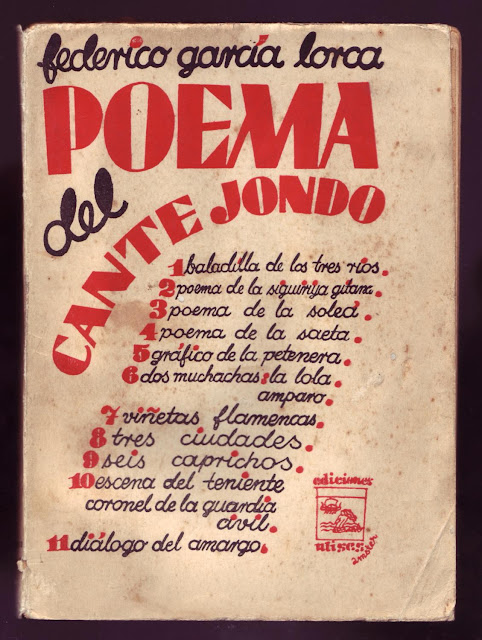 federico garcía lorca
POEMA
del
CANTE JONDO
1 baladilla de los tres ríos.
2 poema de la siguiriya gitana.
3 poema de la soleá.
4 poema de la saeta.
5 gráfico de la petenera.
6 dos muchachas: la lola.
amparo.
7 viñetas flamencas.
8 tres ciudades.
9 seis caprichos.
10 escena del teniente
coronel de la guardia
civil.
11 diálogo del amargo.
ediciones
ulises
amster